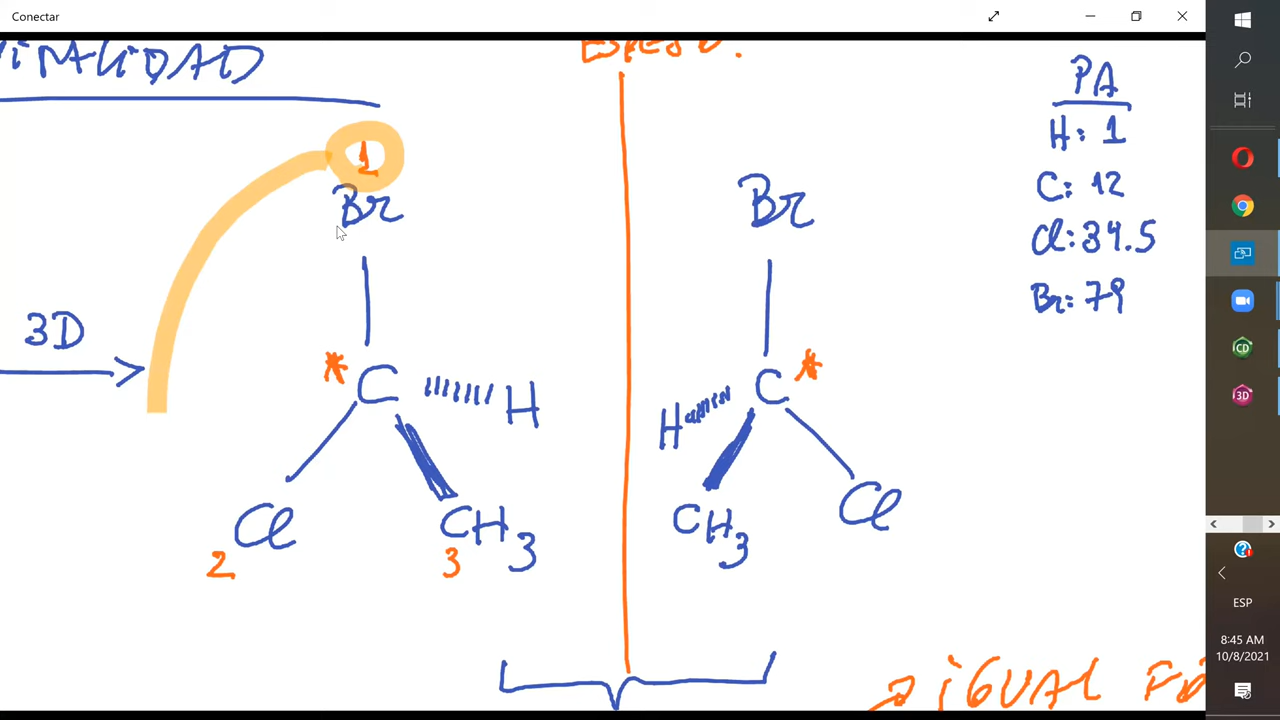 Conectar
IMALIDAD
ESPEJO.
PA
H: 1
C: 12
Cl: 34.5
Br: 79
1
Br
Br
3D
* C H
H C *
Cl CH3
2 3
CH3 Cl
IGUAL
ESP
8:45 AM
10/8/2021